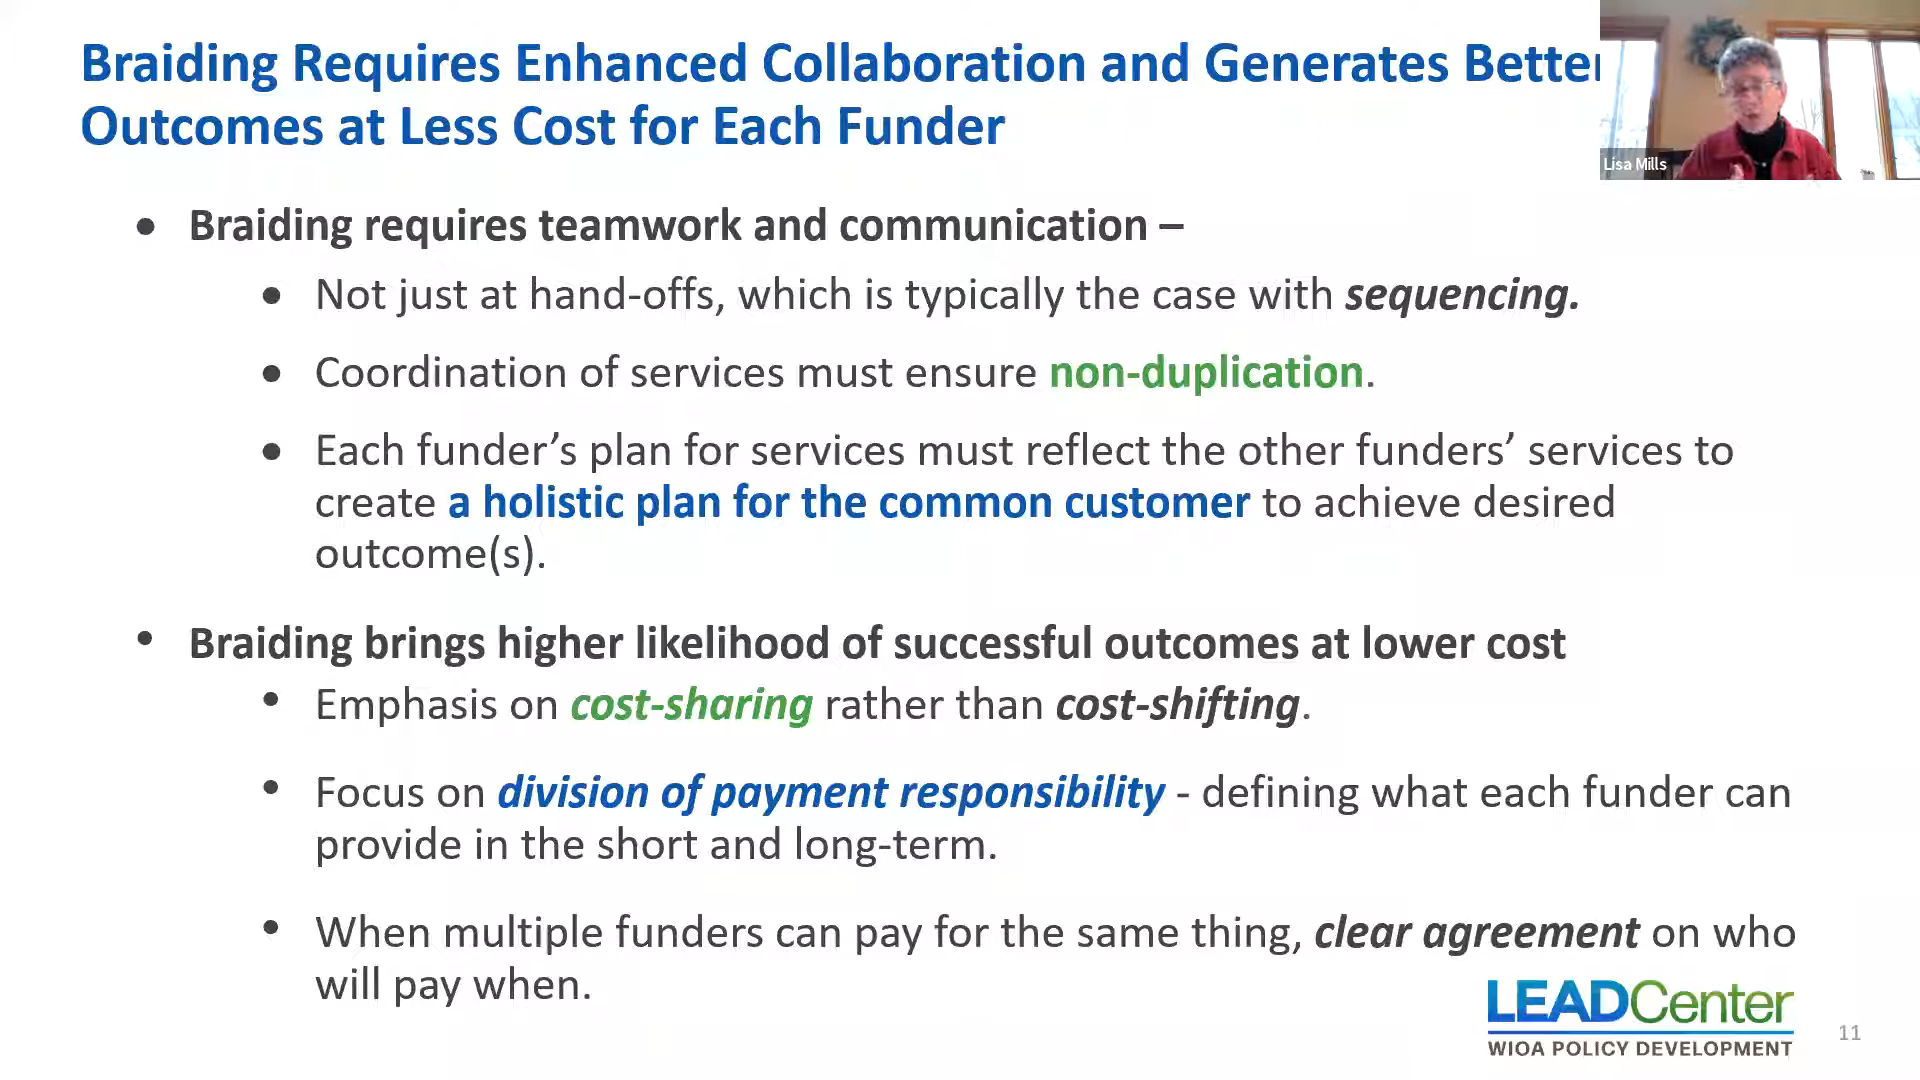 Braiding Requires Enhanced Collaboration and Generates Better
Outcomes at Less Cost for Each Funder
Lisa Mills
• Braiding requires teamwork and communication –
• Not just at hand-offs, which is typically the case with sequencing.
• Coordination of services must ensure non-duplication.
• Each funder’s plan for services must reflect the other funders’ services to
create a holistic plan for the common customer to achieve desired
outcome(s).
• Braiding brings higher likelihood of successful outcomes at lower cost
• Emphasis on cost-sharing rather than cost-shifting.
• Focus on division of payment responsibility - defining what each funder can
provide in the short and long-term.
• When multiple funders can pay for the same thing, clear agreement on who
will pay when.
LEADCenter
WIOA POLICY DEVELOPMENT
11